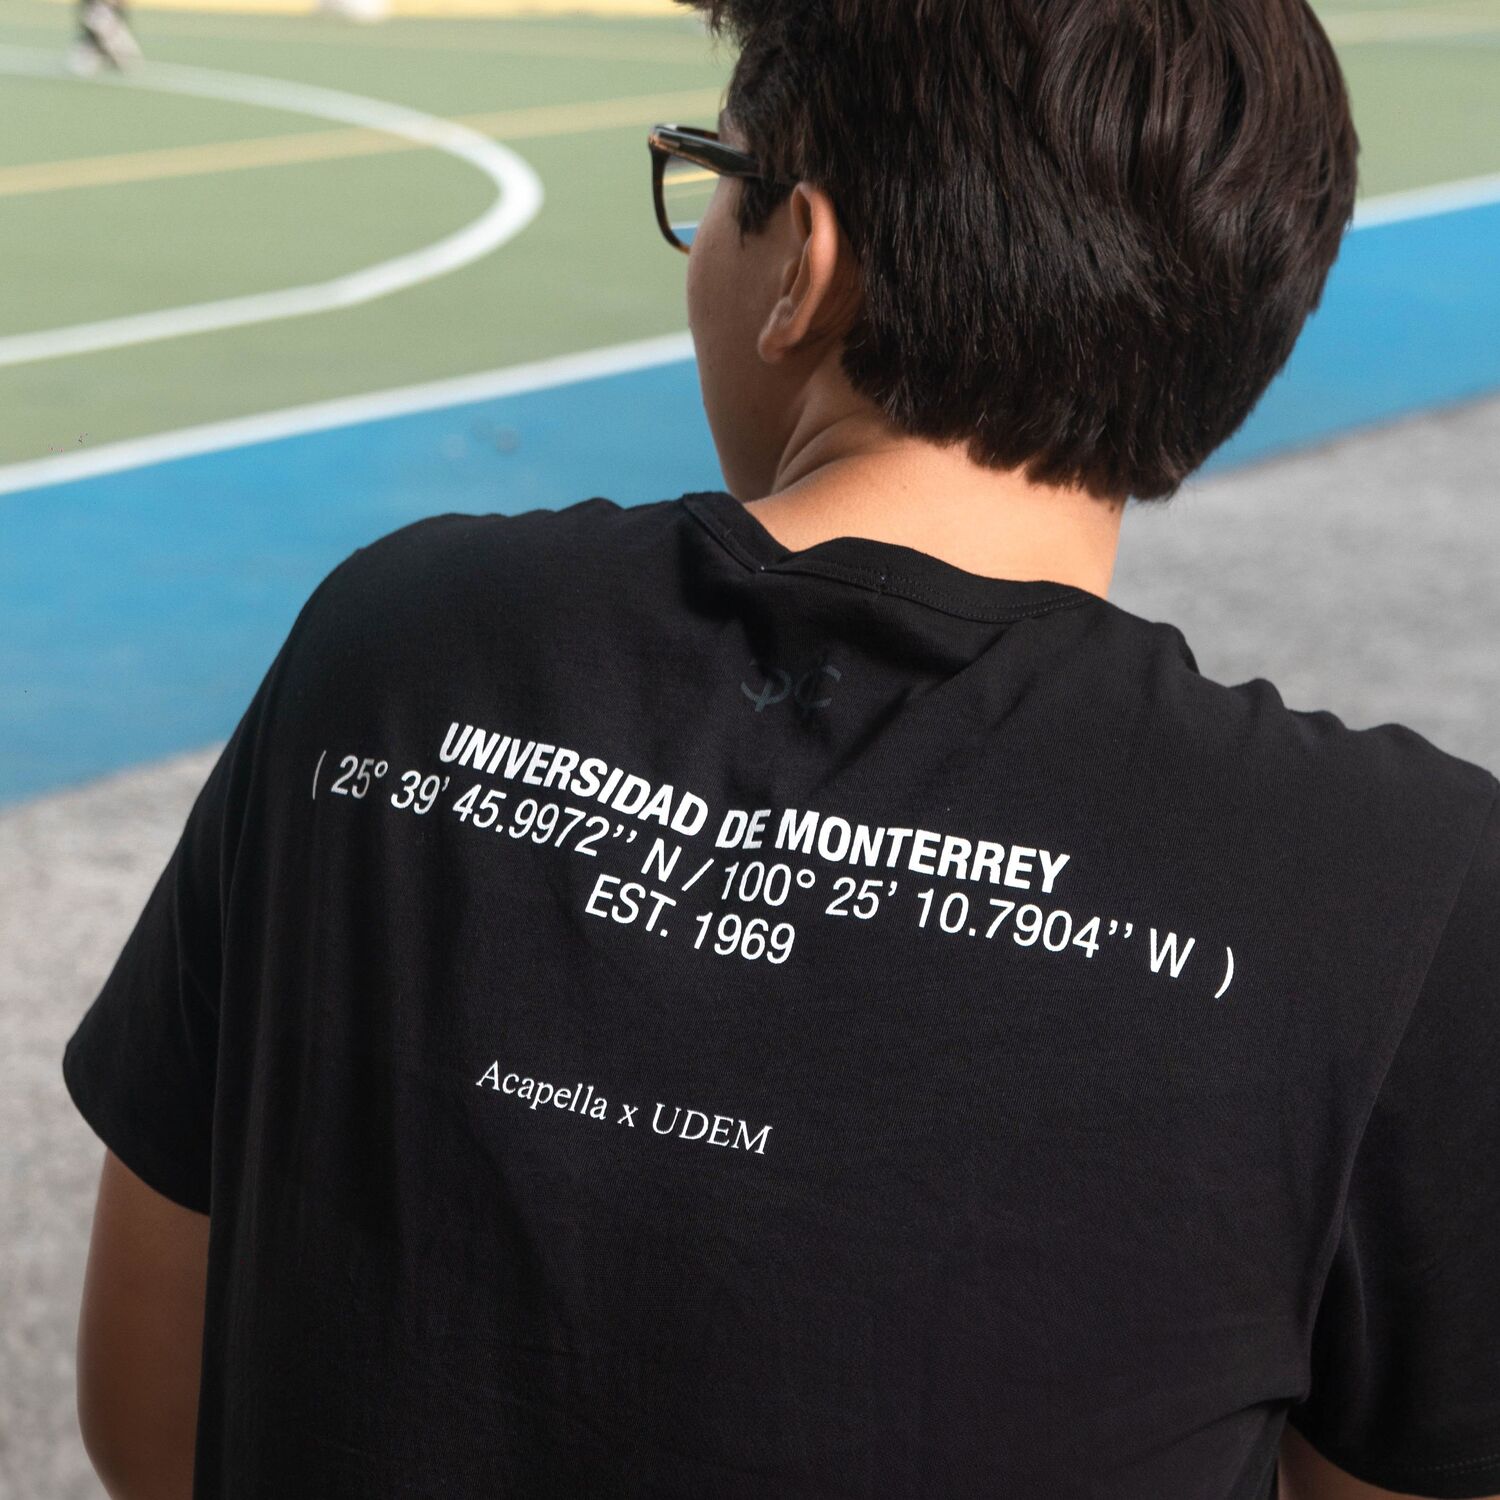 UNIVERSIDAD DE MONTERREY
( 25° 39’ 45.9972’’ N / 100° 25’ 10.7904’’ W )
EST. 1969
Acapella x UDEM